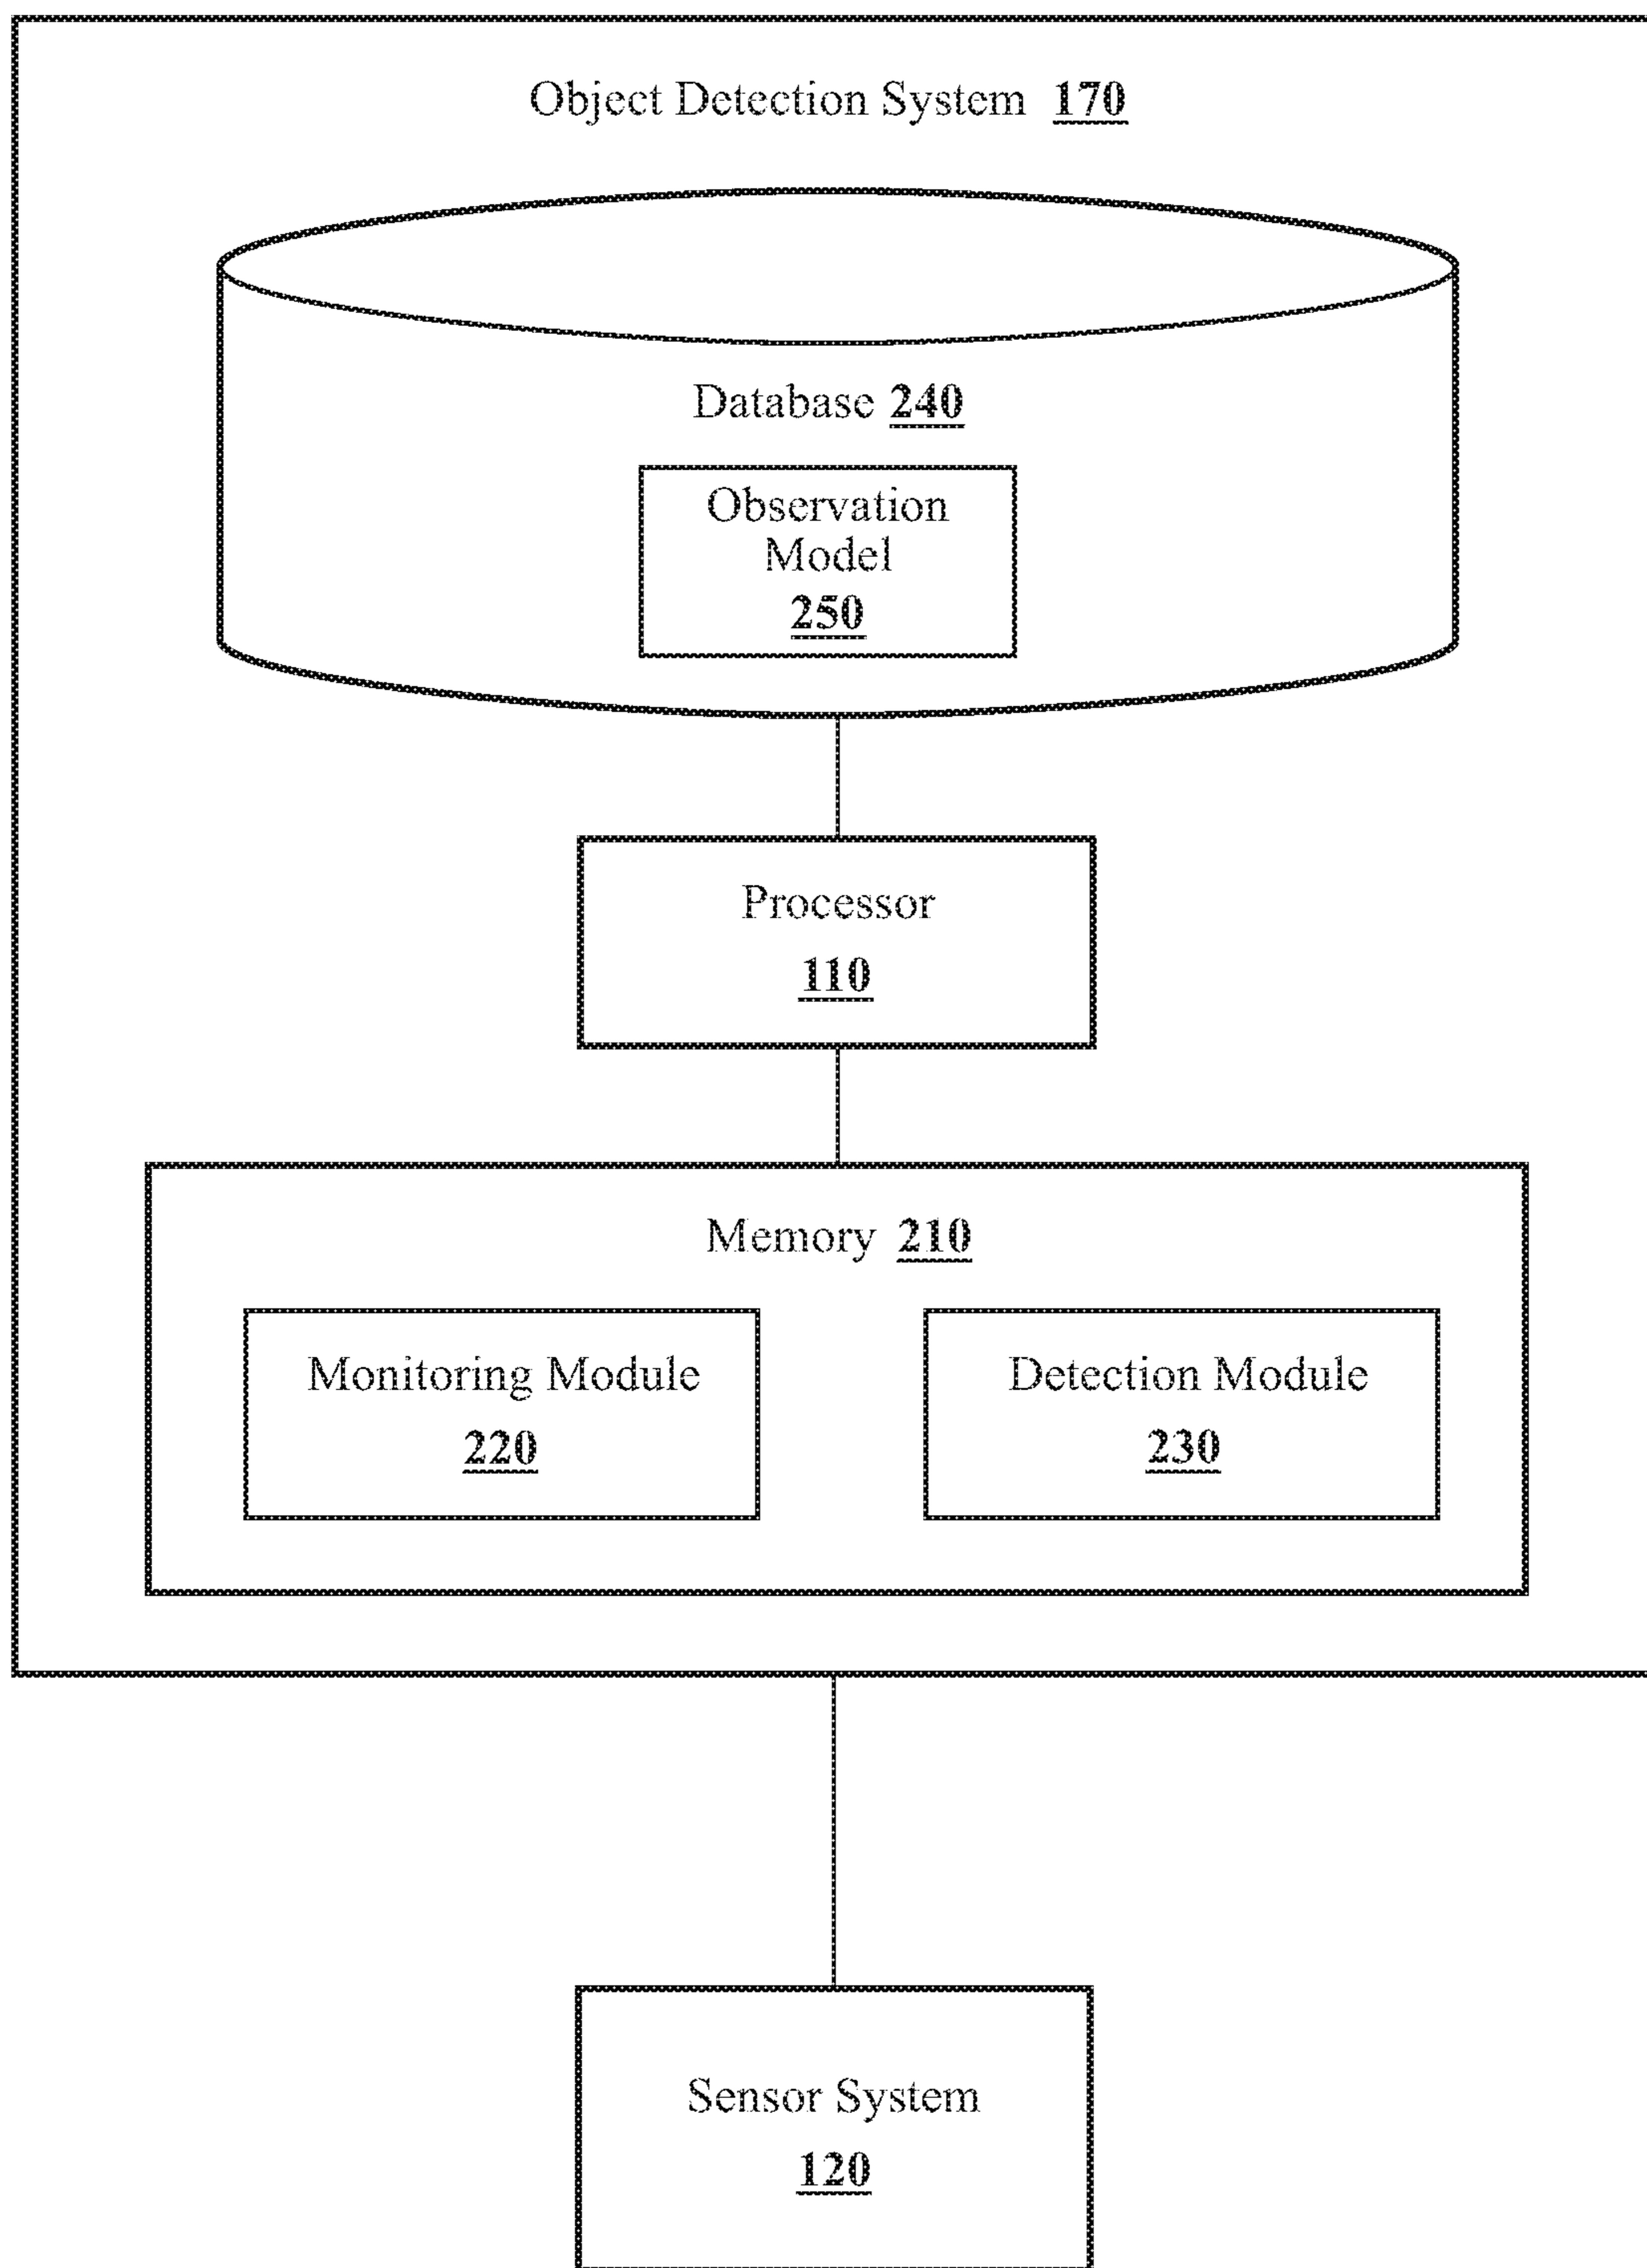 Object Detection System 170
Database 240
Observation
Model
250
Processor
110
Memory 210
Monitoring Module
220
Detection Module
230
Sensor System
120